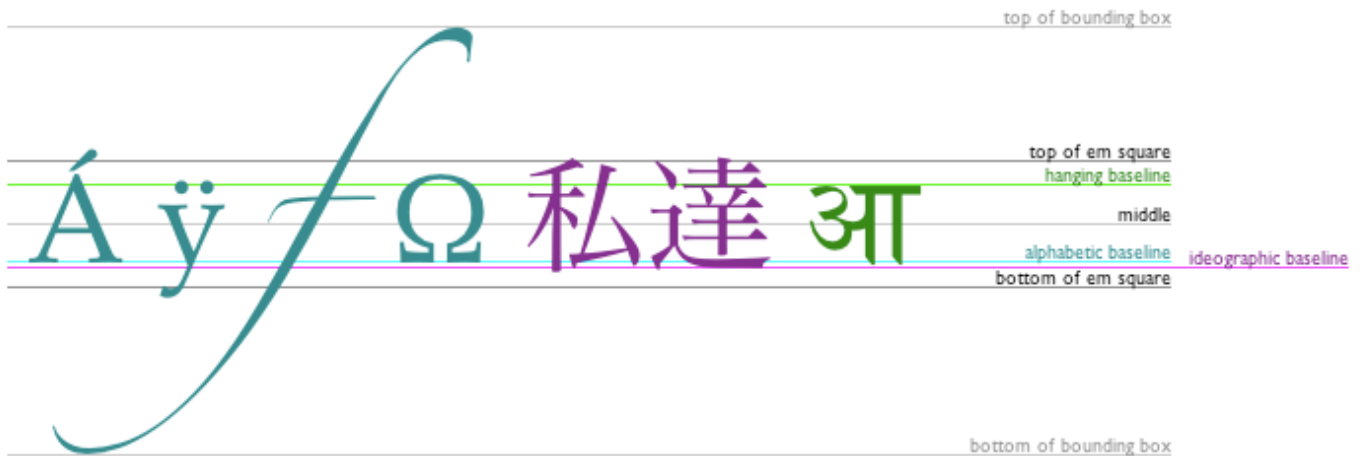 top of bounding box
top of em square
hanging baseline
middle
alphabetic baseline
ideographic baseline
bottom of em square
bottom of bounding box
Áÿƒ Ω 私達 आ